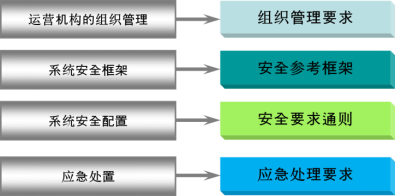 运营机构的组织管理
组织管理要求
系统安全框架
安全参考框架
系统安全配置
安全要求通则
应急处置
应急处理要求